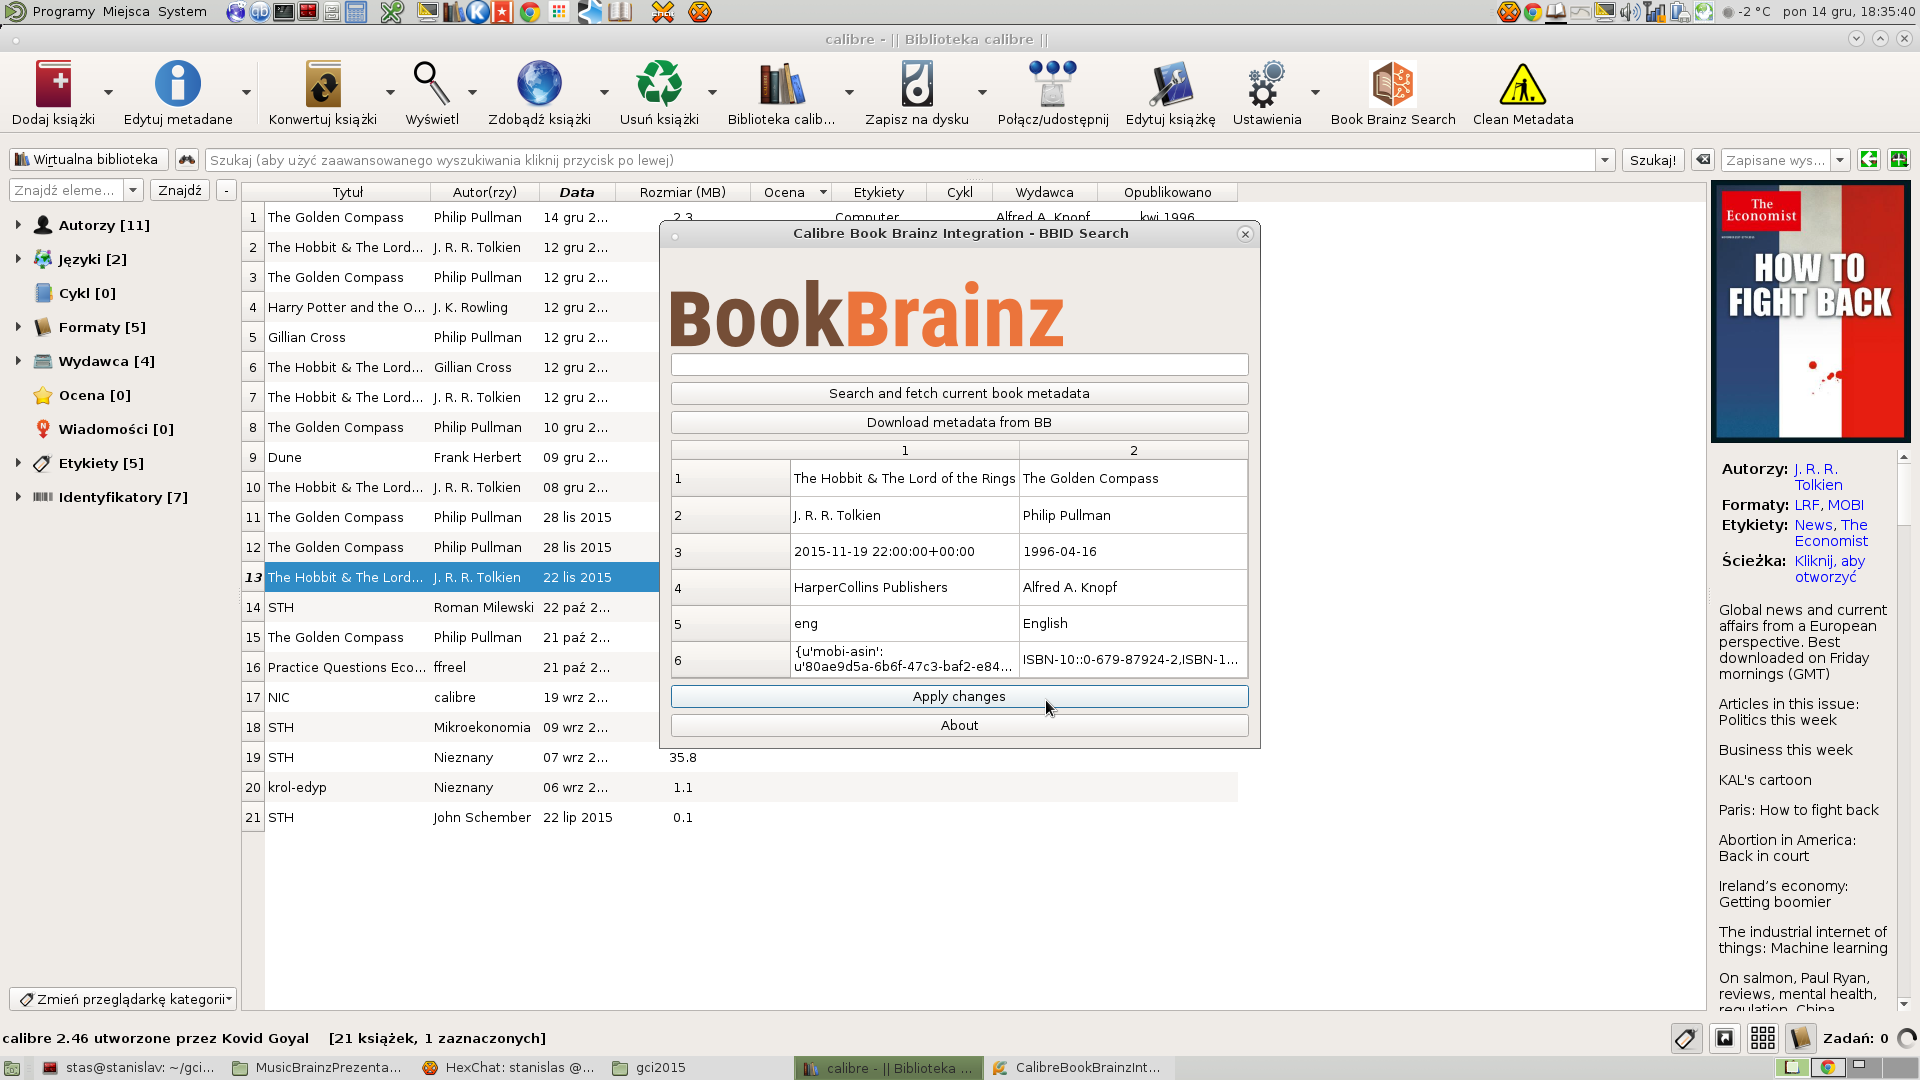 Programy Miejsca System
-2 °C pon 14 gru, 18:35:40
calibre - || Biblioteka calibre ||
Dodaj książki
Edytuj metadane
Konwertuj książki
Wyświetl
Zdobądź książki
Usuń książki
Biblioteka calib...
Zapisz na dysku
Połącz/udostępnij
Edytuj książkę
Ustawienia
Book Brainz Search
Clean Metadata
Wirtualna biblioteka
Szukaj (aby użyć zaawansowanego wyszukiwania kliknij przycisk po lewej)
Szukaj!
Zapisane wys...
Znajdź eleme...
Znajdź
-
Autorzy [11]
Języki [2]
Cykl [0]
Formaty [5]
Wydawca [4]
Ocena [0]
Wiadomości [0]
Etykiety [5]
Identyfikatory [7]
Zmień przeglądarkę kategorii
Tytuł Autor(rzy) Data Rozmiar (MB) Ocena Etykiety Cykl Wydawca Opublikowano
1 The Golden Compass Philip Pullman 14 gru 2... 2.3 Computer Alfred A. Knopf kwi 1996
2 The Hobbit & The Lord... J. R. R. Tolkien 12 gru 2...
3 The Golden Compass Philip Pullman 12 gru 2...
4 Harry Potter and the O... J. K. Rowling 12 gru 2...
5 Gillian Cross Philip Pullman 12 gru 2...
6 The Hobbit & The Lord... Gillian Cross 12 gru 2...
7 The Hobbit & The Lord... J. R. R. Tolkien 12 gru 2...
8 The Golden Compass Philip Pullman 10 gru 2...
9 Dune Frank Herbert 09 gru 2...
10 The Hobbit & The Lord... J. R. R. Tolkien 08 gru 2...
11 The Golden Compass Philip Pullman 28 lis 2015
12 The Golden Compass Philip Pullman 28 lis 2015
13 The Hobbit & The Lord... J. R. R. Tolkien 22 lis 2015
14 STH Roman Milewski 22 paź 2...
15 The Golden Compass Philip Pullman 21 paź 2...
16 Practice Questions Eco... ffreel 21 paź 2...
17 NIC calibre 19 wrz 2...
18 STH Mikroekonomia 09 wrz 2...
19 STH Nieznany 07 wrz 2... 35.8
20 krol-edyp Nieznany 06 wrz 2... 1.1
21 STH John Schember 22 lip 2015 0.1
Calibre Book Brainz Integration - BBID Search
BookBrainz
Search and fetch current book metadata
Download metadata from BB
1 2
1 The Hobbit & The Lord of the Rings The Golden Compass
2 J. R. R. Tolkien Philip Pullman
3 2015-11-19 22:00:00+00:00 1996-04-16
4 HarperCollins Publishers Alfred A. Knopf
5 eng English
6 {u'mobi-asin':
u'80ae9d5a-6b6f-47c3-baf2-e84... ISBN-10::0-679-87924-2,ISBN-1...
Apply changes
About
The
Economist
HOW TO
FIGHT BACK
Autorzy: J. R. R.
Tolkien
Formaty: LRF, MOBI
Etykiety: News, The
Economist
Ścieżka: Kliknij, aby
otworzyć
Global news and current
affairs from a European
perspective. Best
downloaded on Friday
mornings (GMT)
Articles in this issue:
Politics this week
Business this week
KAL's cartoon
Paris: How to fight back
Abortion in America:
Back in court
Ireland’s economy:
Getting boomier
The industrial internet of
things: Machine learning
On salmon, Paul Ryan,
reviews, mental health,
regulation, China
calibre 2.46 utworzone przez Kovid Goyal [21 książek, 1 zaznaczonych]
Zadań: 0
stas@stanislav: ~/gci...
MusicBrainzPrezenta...
HexChat: stanislas @...
gci2015
calibre - || Biblioteka ...
CalibreBookBrainzInt...